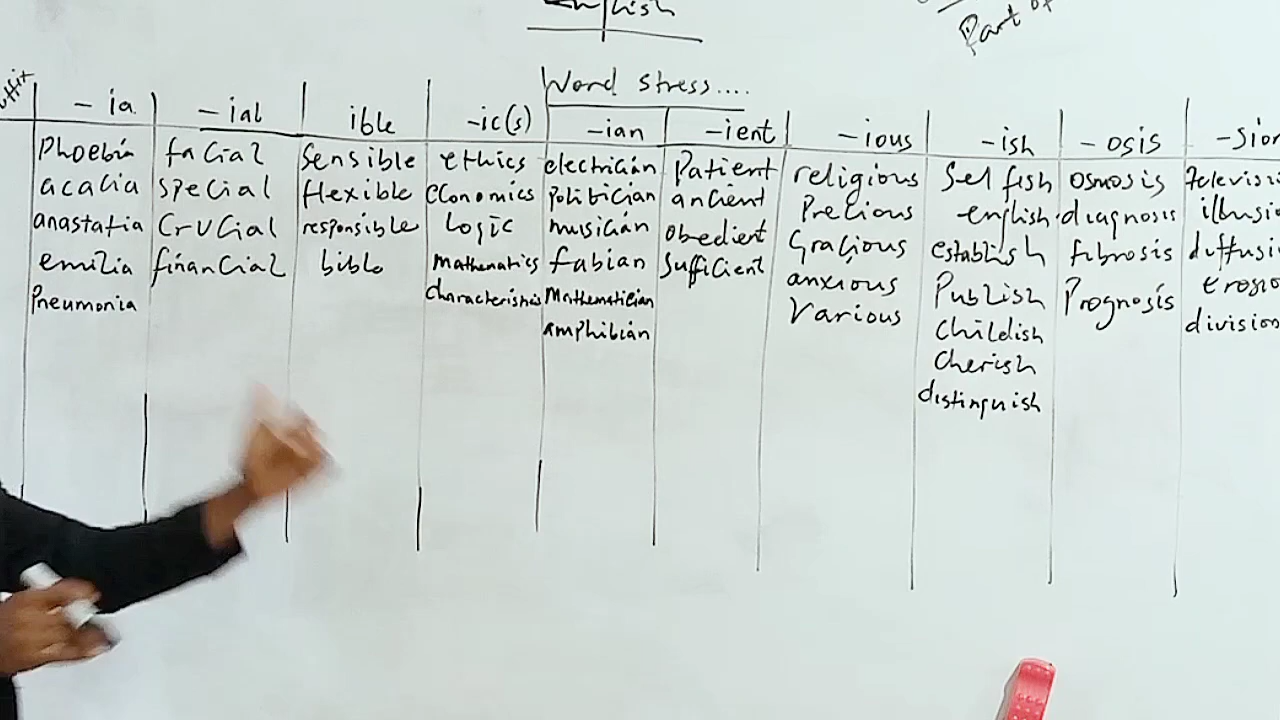 English
Part of
Word Stress....
-ia -ial ible -ic(s) -ian -ient -ious -ish -osis -sion
Phoebia facial Sensible ethics electrician Patient religious Selfish osmosis
acacia special flexible Economics Politician ancient Precious english diagnosis
anastatia Crucial responsible Logic musician obedient Gracious establish fibrosis
emilia financial bible Mathematics fabian Sufficient anxious Publish Prognosis
Pneumonia Characteristics Mathematician Various Childish division
amphibian Cherish
distinguish